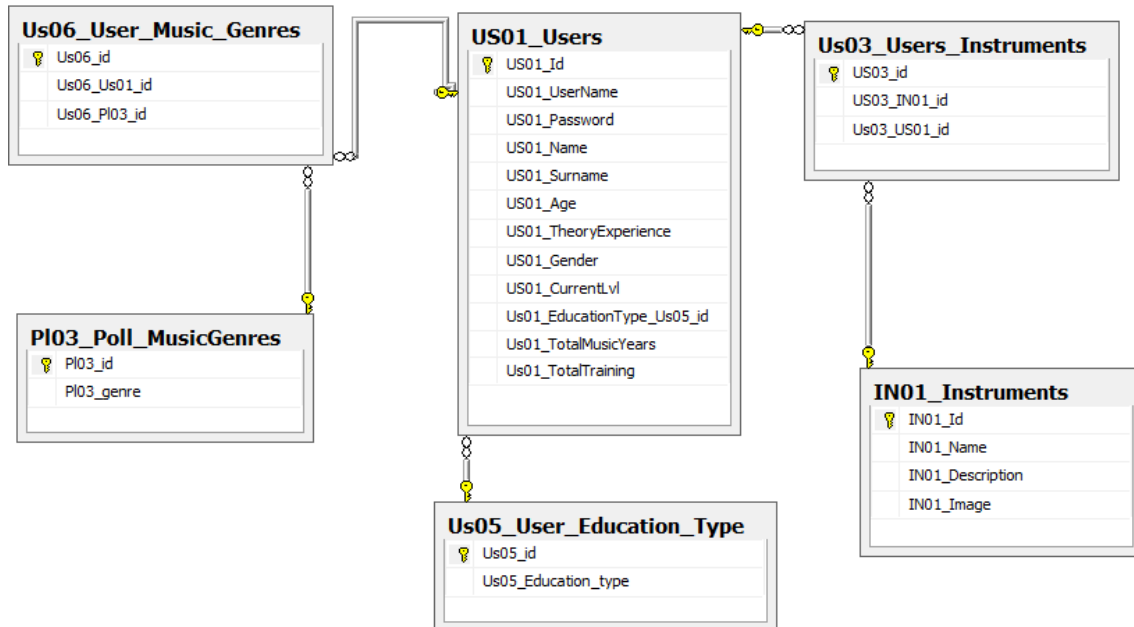 Us06_User_Music_Genres
Us06_id
Us06_Us01_id
Us06_Pl03_id
US01_Users
US01_Id
US01_UserName
US01_Password
US01_Name
US01_Surname
US01_Age
US01_TheoryExperience
US01_Gender
US01_CurrentLvl
Us01_EducationType_Us05_id
Us01_TotalMusicYears
Us01_TotalTraining
Us03_Users_Instruments
US03_id
US03_IN01_id
Us03_US01_id
Pl03_Poll_MusicGenres
Pl03_id
Pl03_genre
IN01_Instruments
IN01_Id
IN01_Name
IN01_Description
IN01_Image
Us05_User_Education_Type
Us05_id
Us05_Education_type